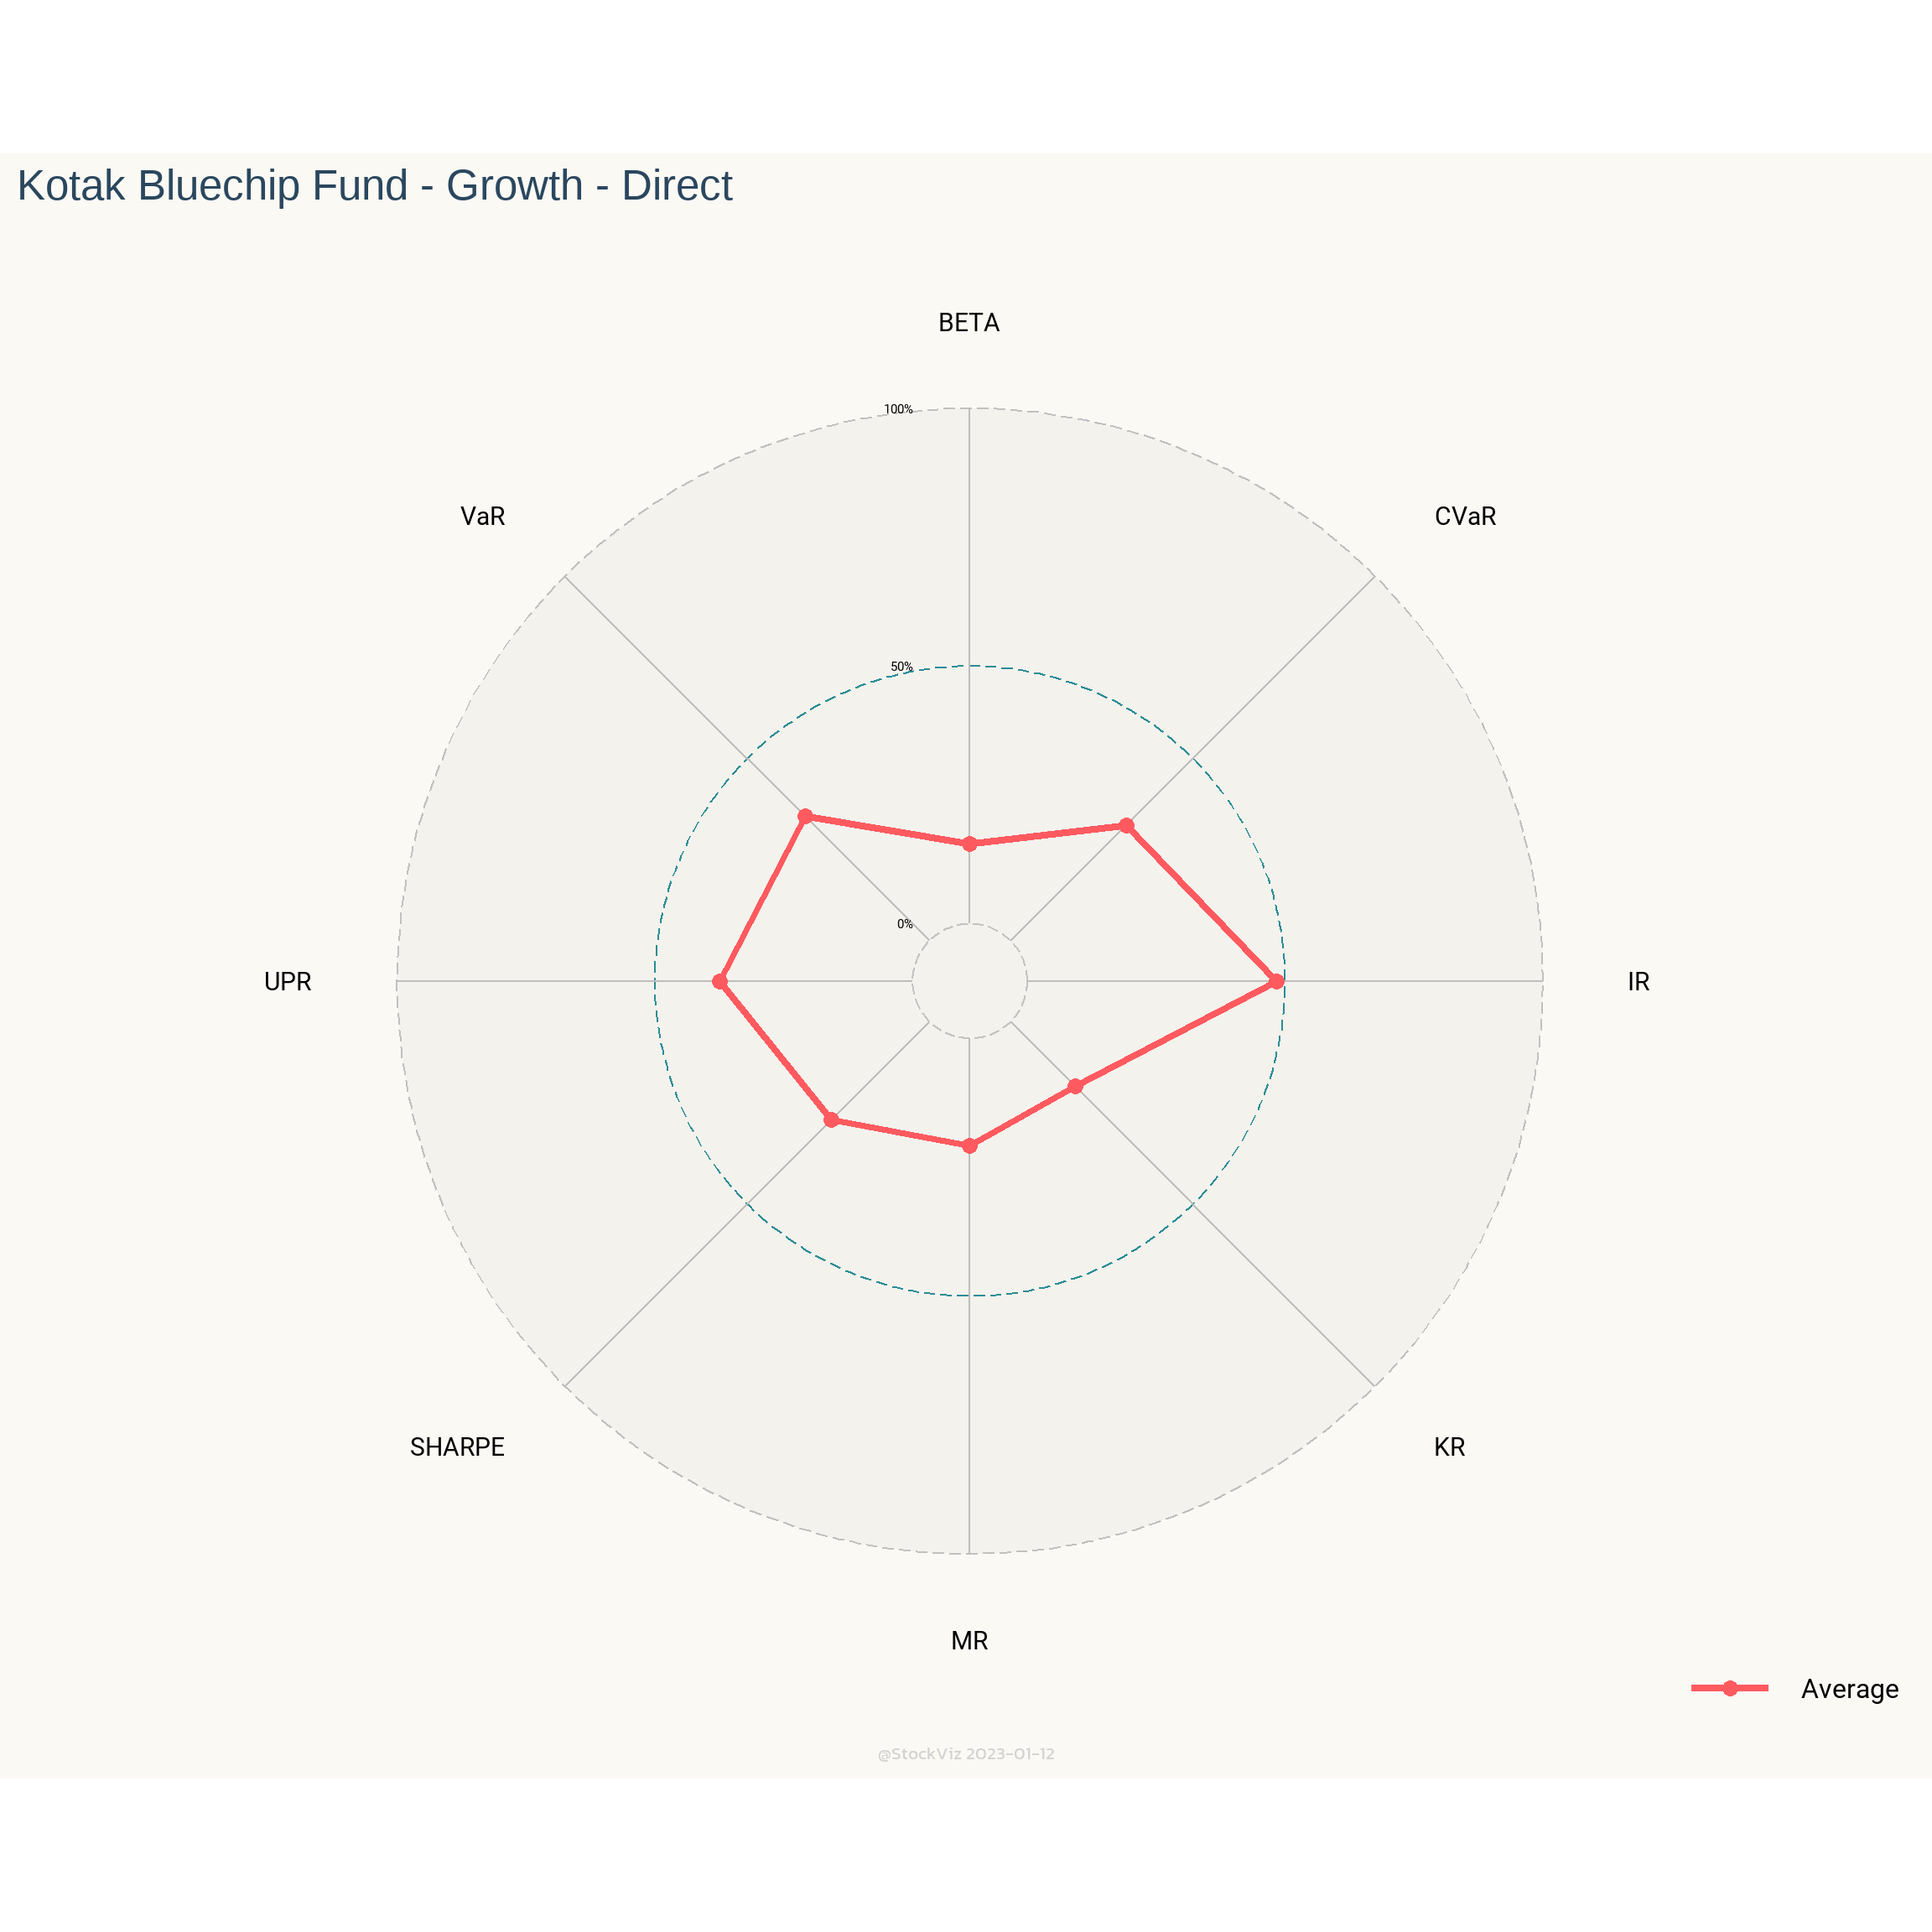 Kotak Bluechip Fund - Growth - Direct
BETA
100%
VaR
CVaR
50%
0%
UPR
IR
SHARPE
KR
MR
Average
@StockViz 2023-01-12